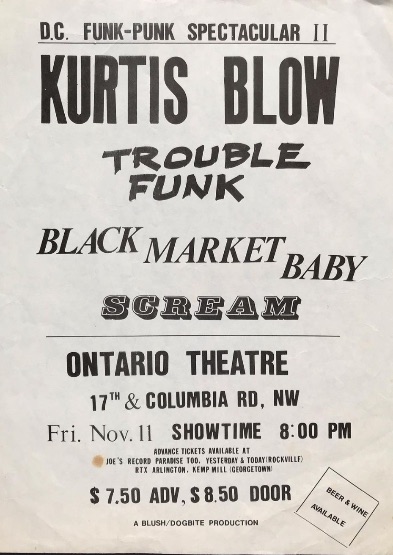 D.C. FUNK-PUNK SPECTACULAR II
KURTIS BLOW
TROUBLE
FUNK
BLACK MARKET BABY
SCREAM
ONTARIO THEATRE
17TH & COLUMBIA RD, NW
Fri. Nov. 11 SHOWTIME 8:00 PM
ADVANCE TICKETS AVAILABLE AT
JOE'S RECORD PARADISE TOO, YESTERDAY & TODAY(ROCKVILLE)
RTX ARLINGTON, KEMP MILL (GEORGETOWN)
$7.50 ADV, $8.50 DOOR
BEER & WINE
AVAILABLE
A BLUSH/DOGBITE PRODUCTION